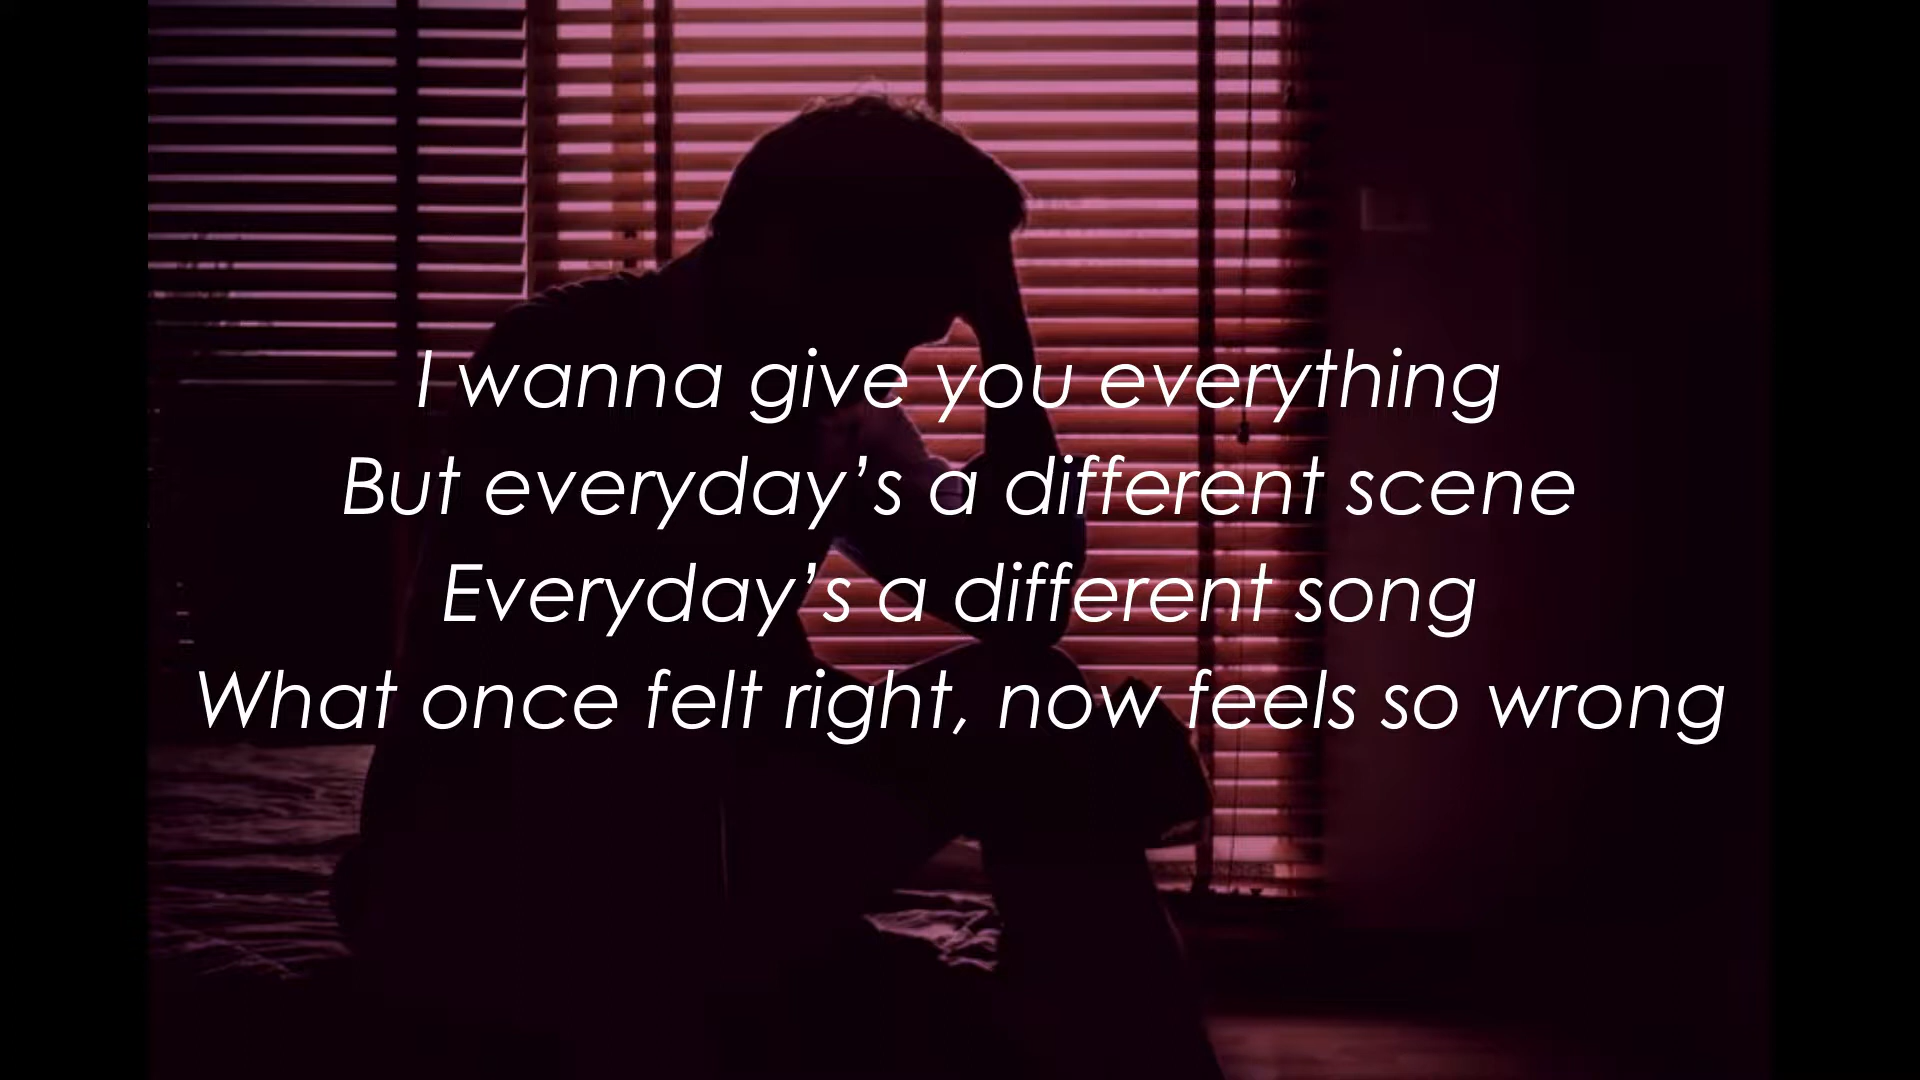 I wanna give you everything
But everyday’s a different scene
Everyday’s a different song
What once felt right, now feels so wrong